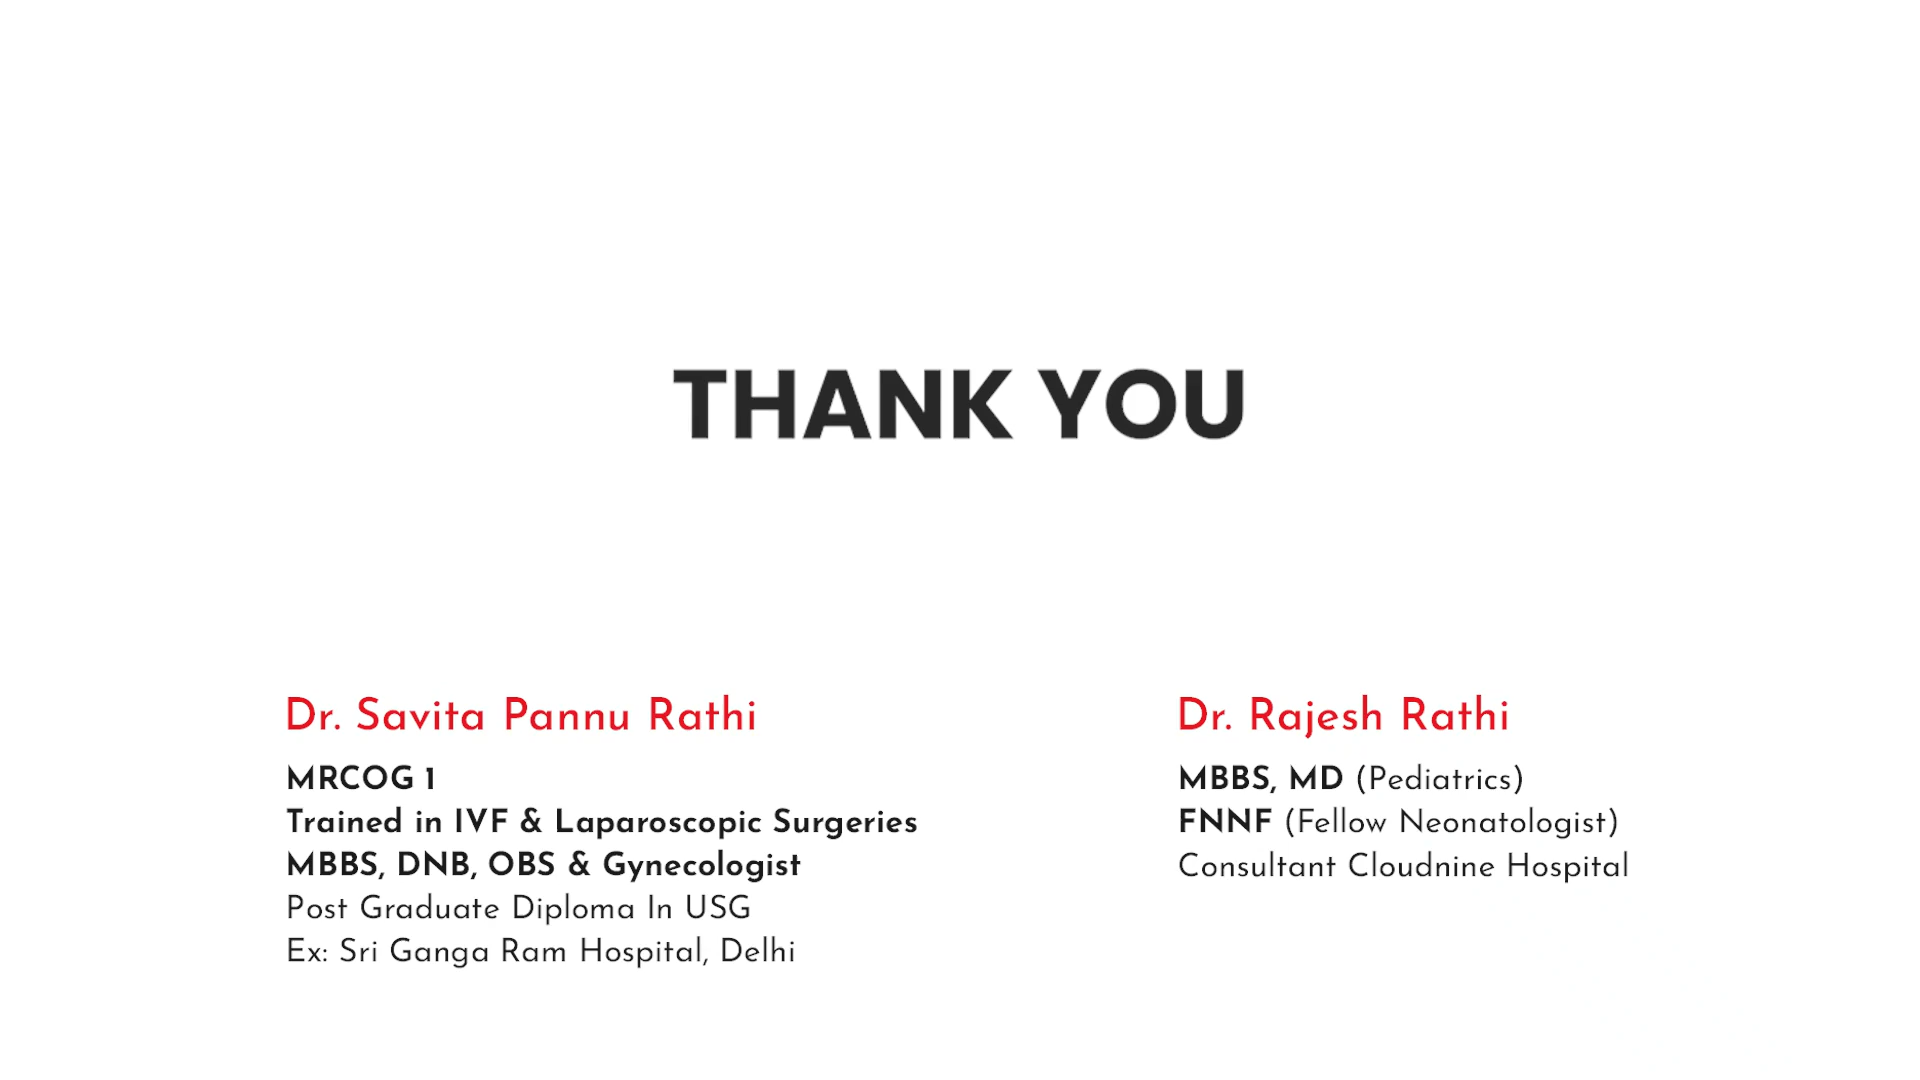 THANK YOU
Dr. Savita Pannu Rathi
MRCOG 1
Trained in IVF & Laparoscopic Surgeries
MBBS, DNB, OBS & Gynecologist
Post Graduate Diploma In USG
Ex: Sri Ganga Ram Hospital, Delhi
Dr. Rajesh Rathi
MBBS, MD (Pediatrics)
FNNF (Fellow Neonatologist)
Consultant Cloudnine Hospital